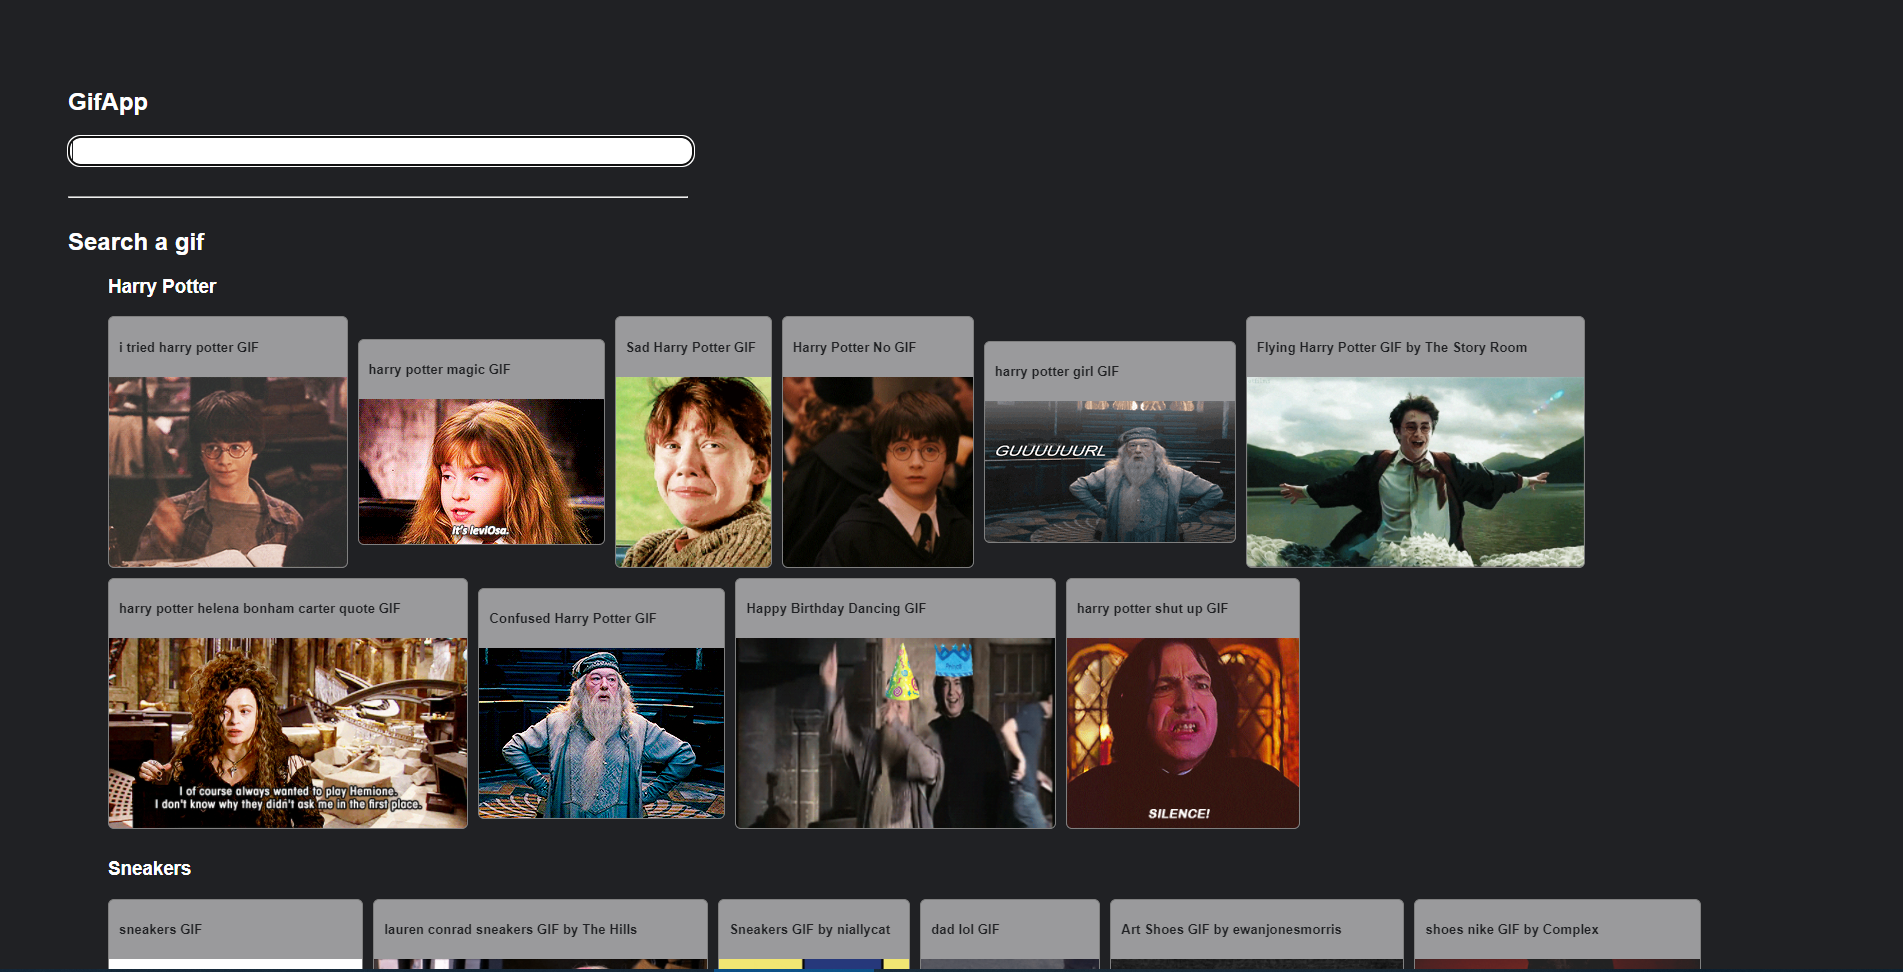 GifApp
Search a gif
Harry Potter
i tried harry potter GIF
harry potter magic GIF
it's leviOsa.
Sad Harry Potter GIF
Harry Potter No GIF
harry potter girl GIF
GUUUUUURL
Flying Harry Potter GIF by The Story Room
harry potter helena bonham carter quote GIF
I of course always wanted to play Hemione.
I don't know why they didn't ask me in the first place.
Confused Harry Potter GIF
Happy Birthday Dancing GIF
harry potter shut up GIF
SILENCE!
Sneakers
sneakers GIF
lauren conrad sneakers GIF by The Hills
Sneakers GIF by niallycat
dad lol GIF
Art Shoes GIF by ewanjonesmorris
shoes nike GIF by Complex